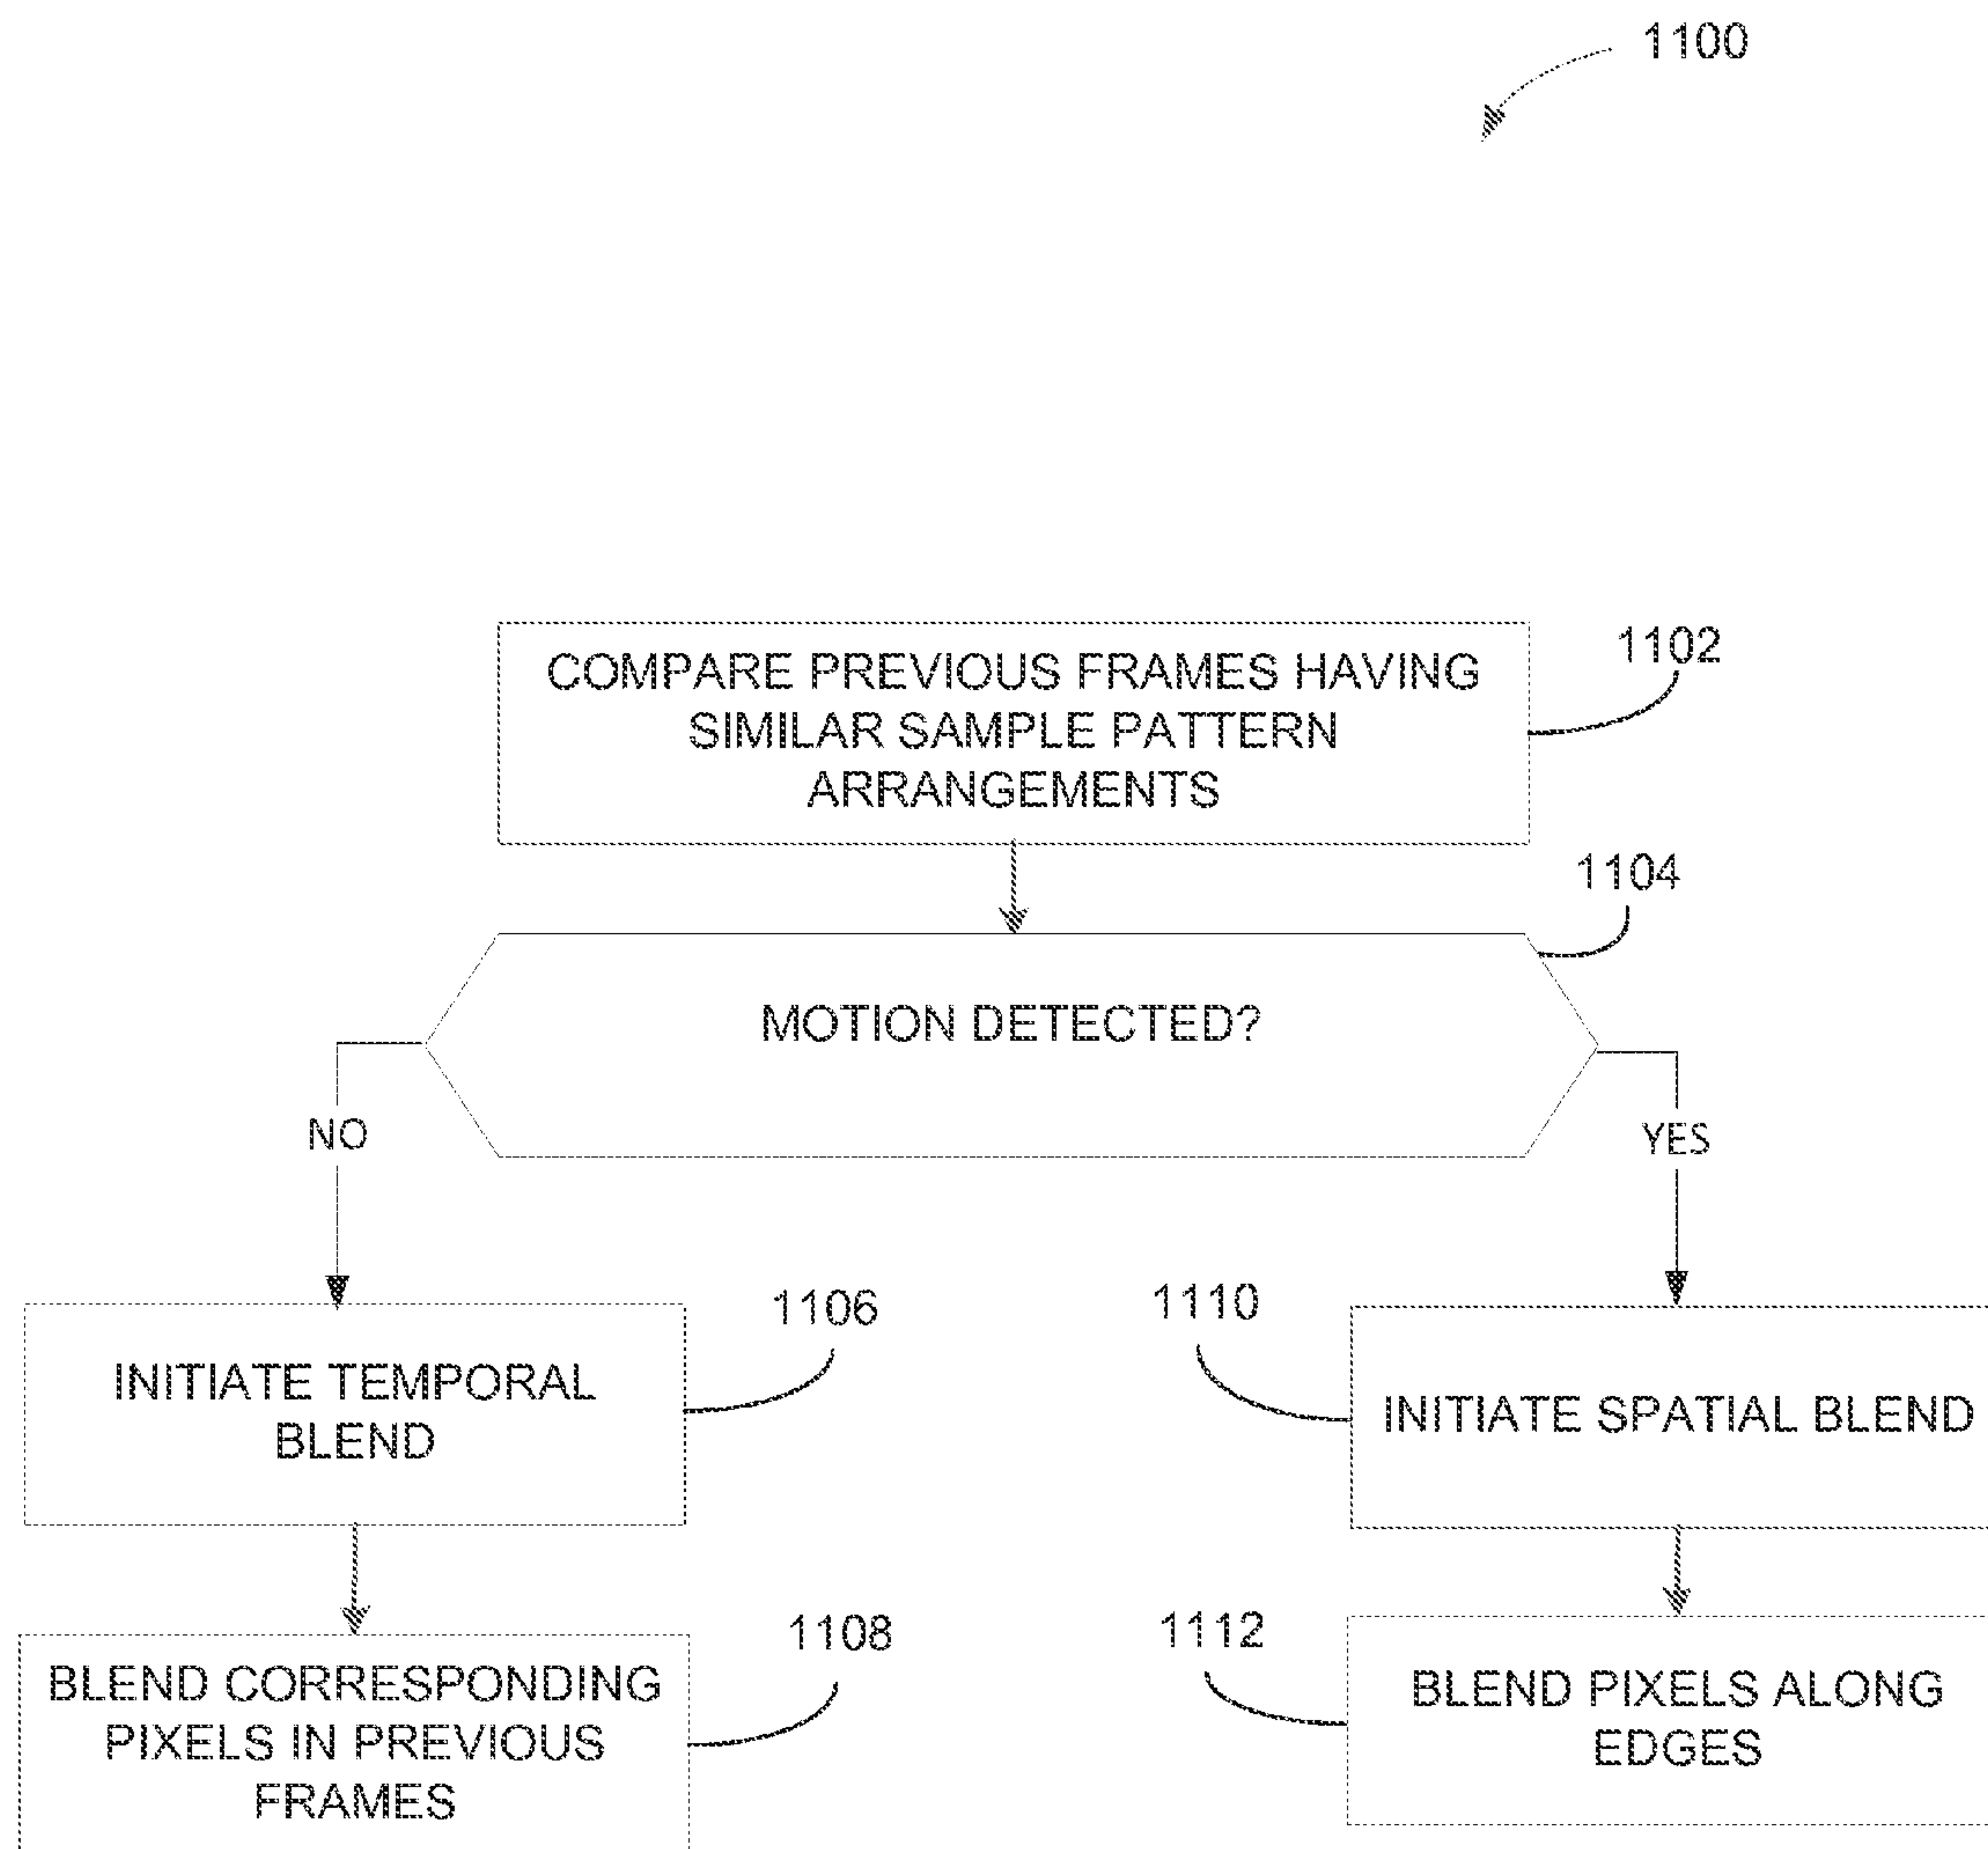 1100
COMPARE PREVIOUS FRAMES HAVING
SIMILAR SAMPLE PATTERN
ARRANGEMENTS
1102
1104
MOTION DETECTED?
NO
YES
INITIATE TEMPORAL
BLEND
1106
1110
INITIATE SPATIAL BLEND
BLEND CORRESPONDING
PIXELS IN PREVIOUS
FRAMES
1108
1112
BLEND PIXELS ALONG
EDGES